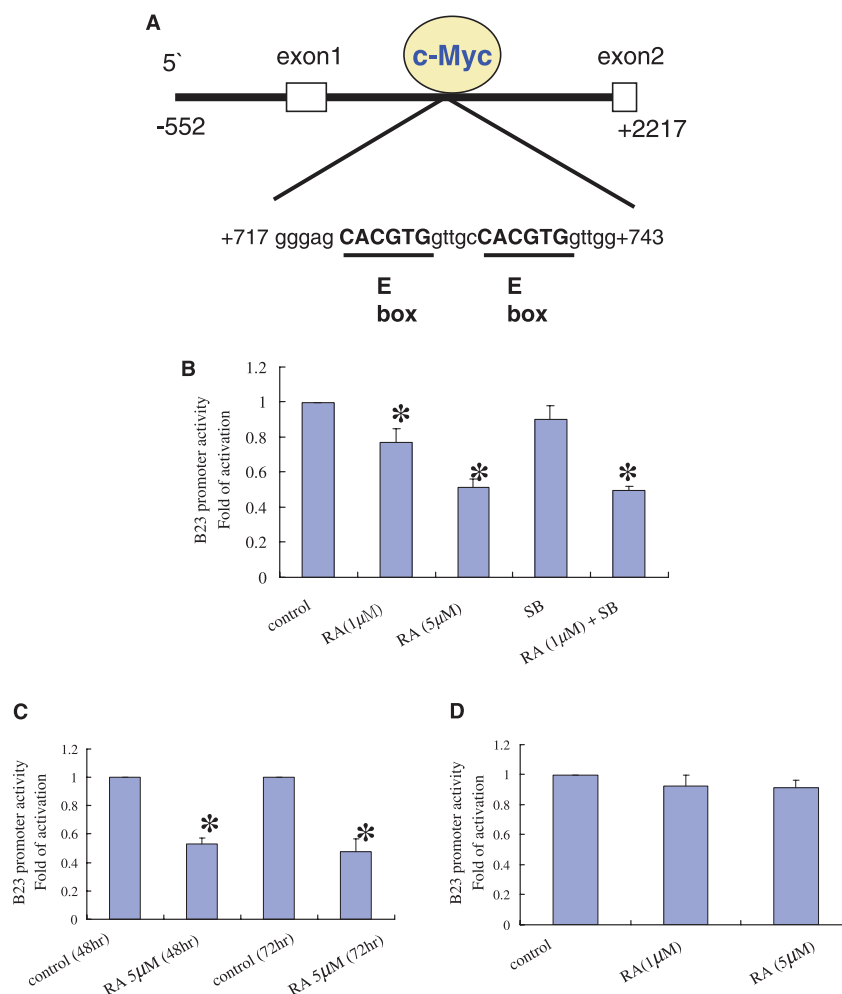 A
5`
exon1
c-Myc
exon2
-552
+2217
+717 gggag CACGTGgttgcCACGTGgttgg+743
E
box
E
box
B
B23 promoter activity
Fold of activation
1.2
1
0.8
0.6
0.4
0.2
0
*
*
*
control
RA(1µM)
RA (5µM)
SB
RA (1µM) + SB
C
B23 promoter activity
Fold of activation
1.2
1
0.8
0.6
0.4
0.2
0
*
*
control (48hr)
RA 5µM (48hr)
control (72hr)
RA 5µM (72hr)
D
B23 promoter activity
Fold of activation
1.2
1
0.8
0.6
0.4
0.2
0
control
RA(1µM)
RA (5µM)